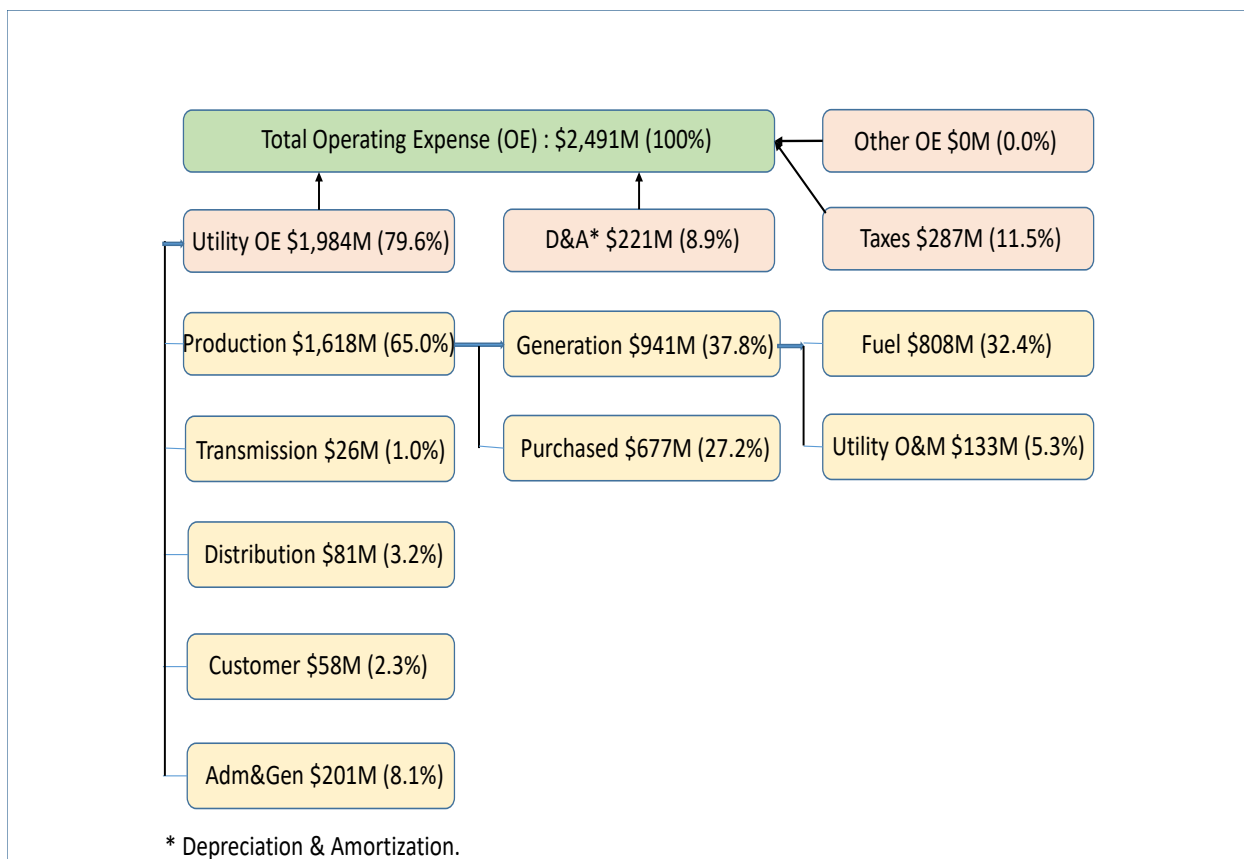 Total Operating Expense (OE) : $2,491M (100%)
Other OE $0M (0.0%)
Utility OE $1,984M (79.6%)
D&A* $221M (8.9%)
Taxes $287M (11.5%)
Production $1,618M (65.0%)
Generation $941M (37.8%)
Fuel $808M (32.4%)
Transmission $26M (1.0%)
Purchased $677M (27.2%)
Utility O&M $133M (5.3%)
Distribution $81M (3.2%)
Customer $58M (2.3%)
Adm&Gen $201M (8.1%)
* Depreciation & Amortization.